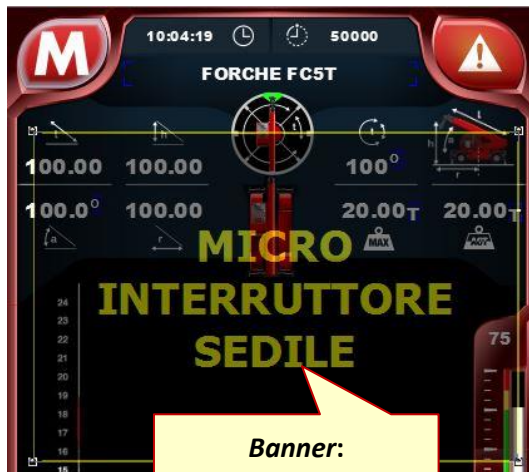 M
10:04:19 50000
FORCHE FC5T
l h t l h a r
100.00 100.00 100° 
100.0° 100.00 20.00T 20.00T
a r MAX ACT
MICRO
INTERRUTTORE
SEDILE
24
23
22
21
20
19
18
17
16
15
75
Banner: